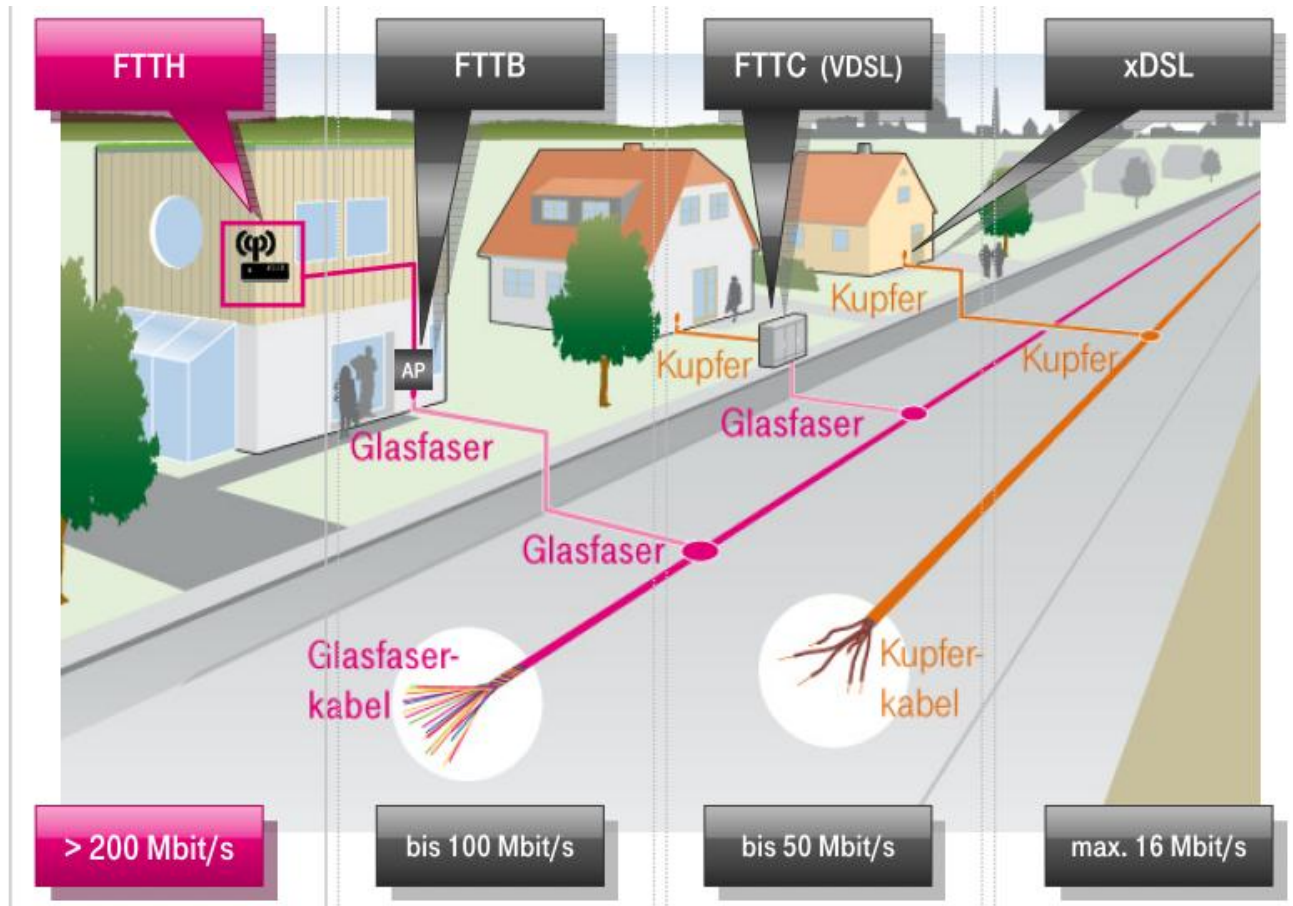 FTTH
FTTB
FTTC (VDSL)
xDSL
AP
Kupfer
Kupfer
Kupfer
Glasfaser
Glasfaser
Glasfaser
Glasfaser-
kabel
Kupfer-
kabel
> 200 Mbit/s
bis 100 Mbit/s
bis 50 Mbit/s
max. 16 Mbit/s